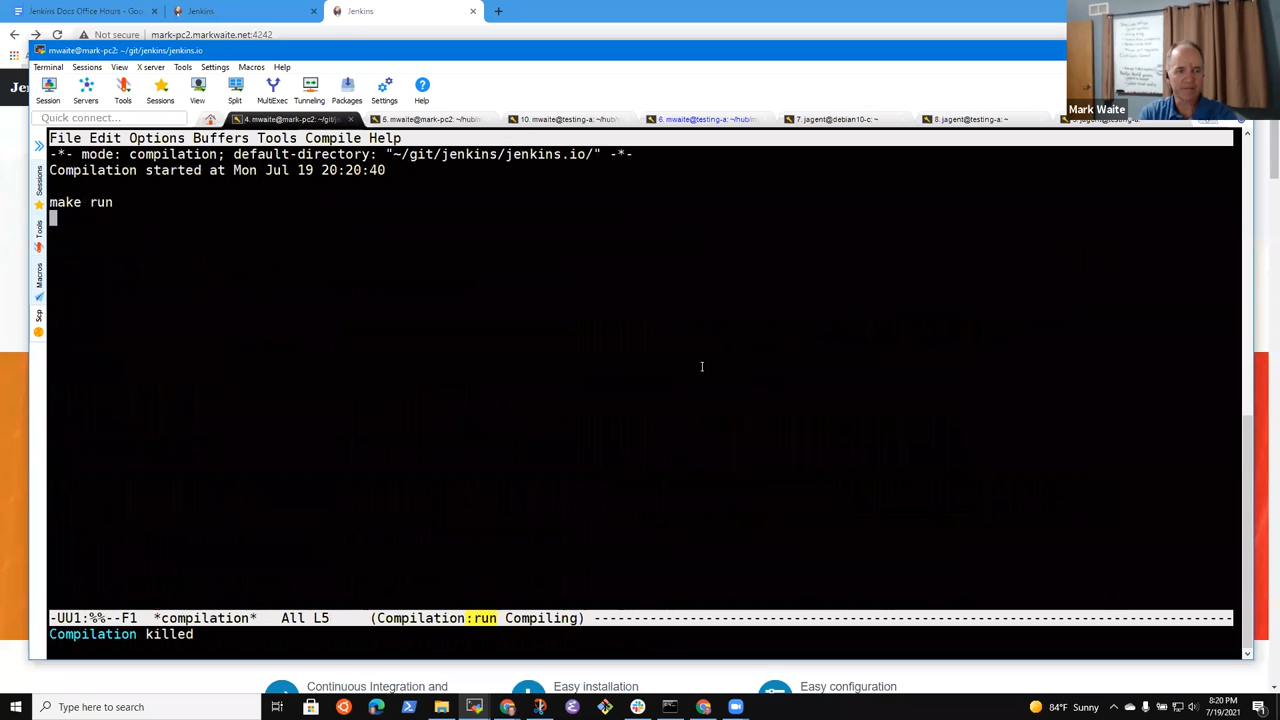 Jenkins Docs Office Hours - Goo
Jenkins
Jenkins
Not secure
mark-pc2.markwaite.net:4242
mwaite@mark-pc2: ~/git/jenkins/jenkins.io
Terminal Sessions View X server Tools Settings Macros Help
Session Servers Tools Sessions View Split MultiExec Tunneling Packages Settings Help
Quick connect...
4. mwaite@mark-pc2: ~/git/je
5. mwaite@mark-pc2: ~/hub/
10. mwaite@testing-a: ~/hub/
6. mwaite@testing-a: ~/hub/m
7. jagent@debian10-c: ~
8. jagent@testing-a: ~
Mark Waite
Je
Sessions
Tools
Macros
Scp
File Edit Options Buffers Tools Compile Help
-*- mode: compilation; default-directory: "~/git/jenkins/jenkins.io/" -*-
Compilation started at Mon Jul 19 20:20:40
make run
-UU1:%%--F1 *compilation* All L5 (Compilation:run Compiling)
Compilation killed
Continuous Integration and
Easy installation
Easy configuration
Type here to search
84°F Sunny
8:20 PM
7/19/2021